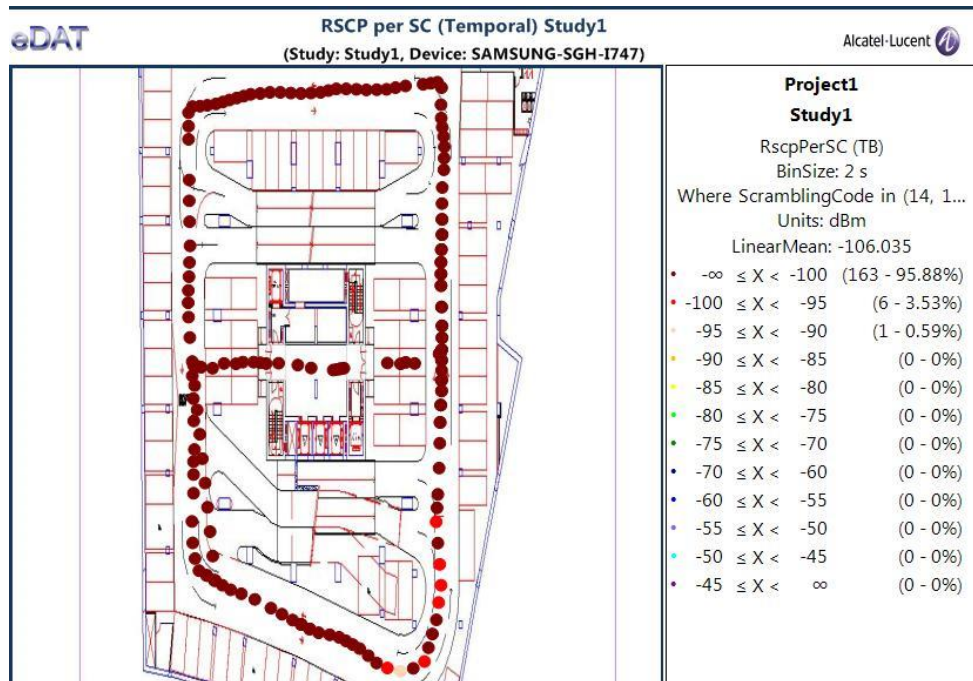 eDAT
RSCP per SC (Temporal) Study1
(Study: Study1, Device: SAMSUNG-SGH-I747)
Alcatel·Lucent
Project1
Study1
RscpPerSC (TB)
BinSize: 2 s
Where ScramblingCode in (14, 1...
Units: dBm
LinearMean: -106.035
-∞ ≤ X < -100 (163 - 95.88%)
-100 ≤ X < -95 (6 - 3.53%)
-95 ≤ X < -90 (1 - 0.59%)
-90 ≤ X < -85 (0 - 0%)
-85 ≤ X < -80 (0 - 0%)
-80 ≤ X < -75 (0 - 0%)
-75 ≤ X < -70 (0 - 0%)
-70 ≤ X < -60 (0 - 0%)
-60 ≤ X < -55 (0 - 0%)
-55 ≤ X < -50 (0 - 0%)
-50 ≤ X < -45 (0 - 0%)
-45 ≤ X < ∞ (0 - 0%)